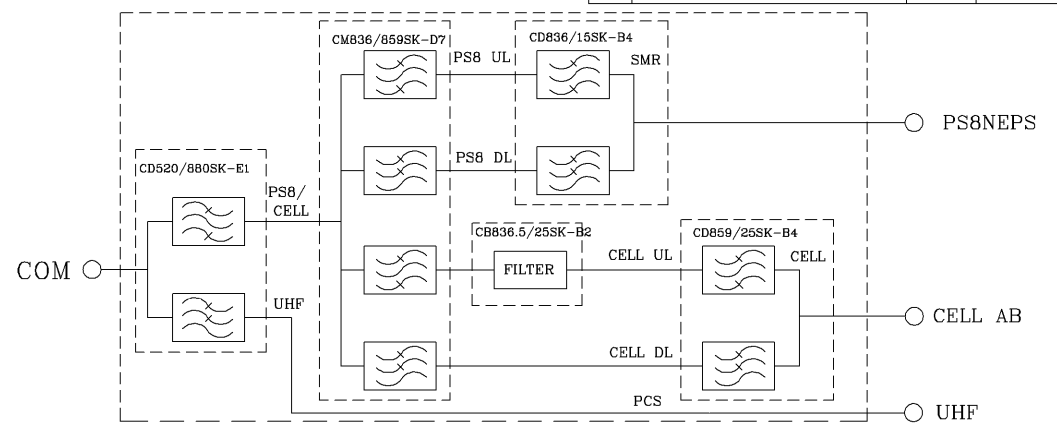 CM836/859SK-D7
CD836/15SK-B4
PS8 UL
SMR
PS8NEPS
CD520/880SK-E1
PS8 DL
PS8/
CELL
CB836.5/25SK-B2
CD859/25SK-B4
COM
FILTER
CELL UL
CELL
UHF
CELL AB
CELL DL
PCS
UHF